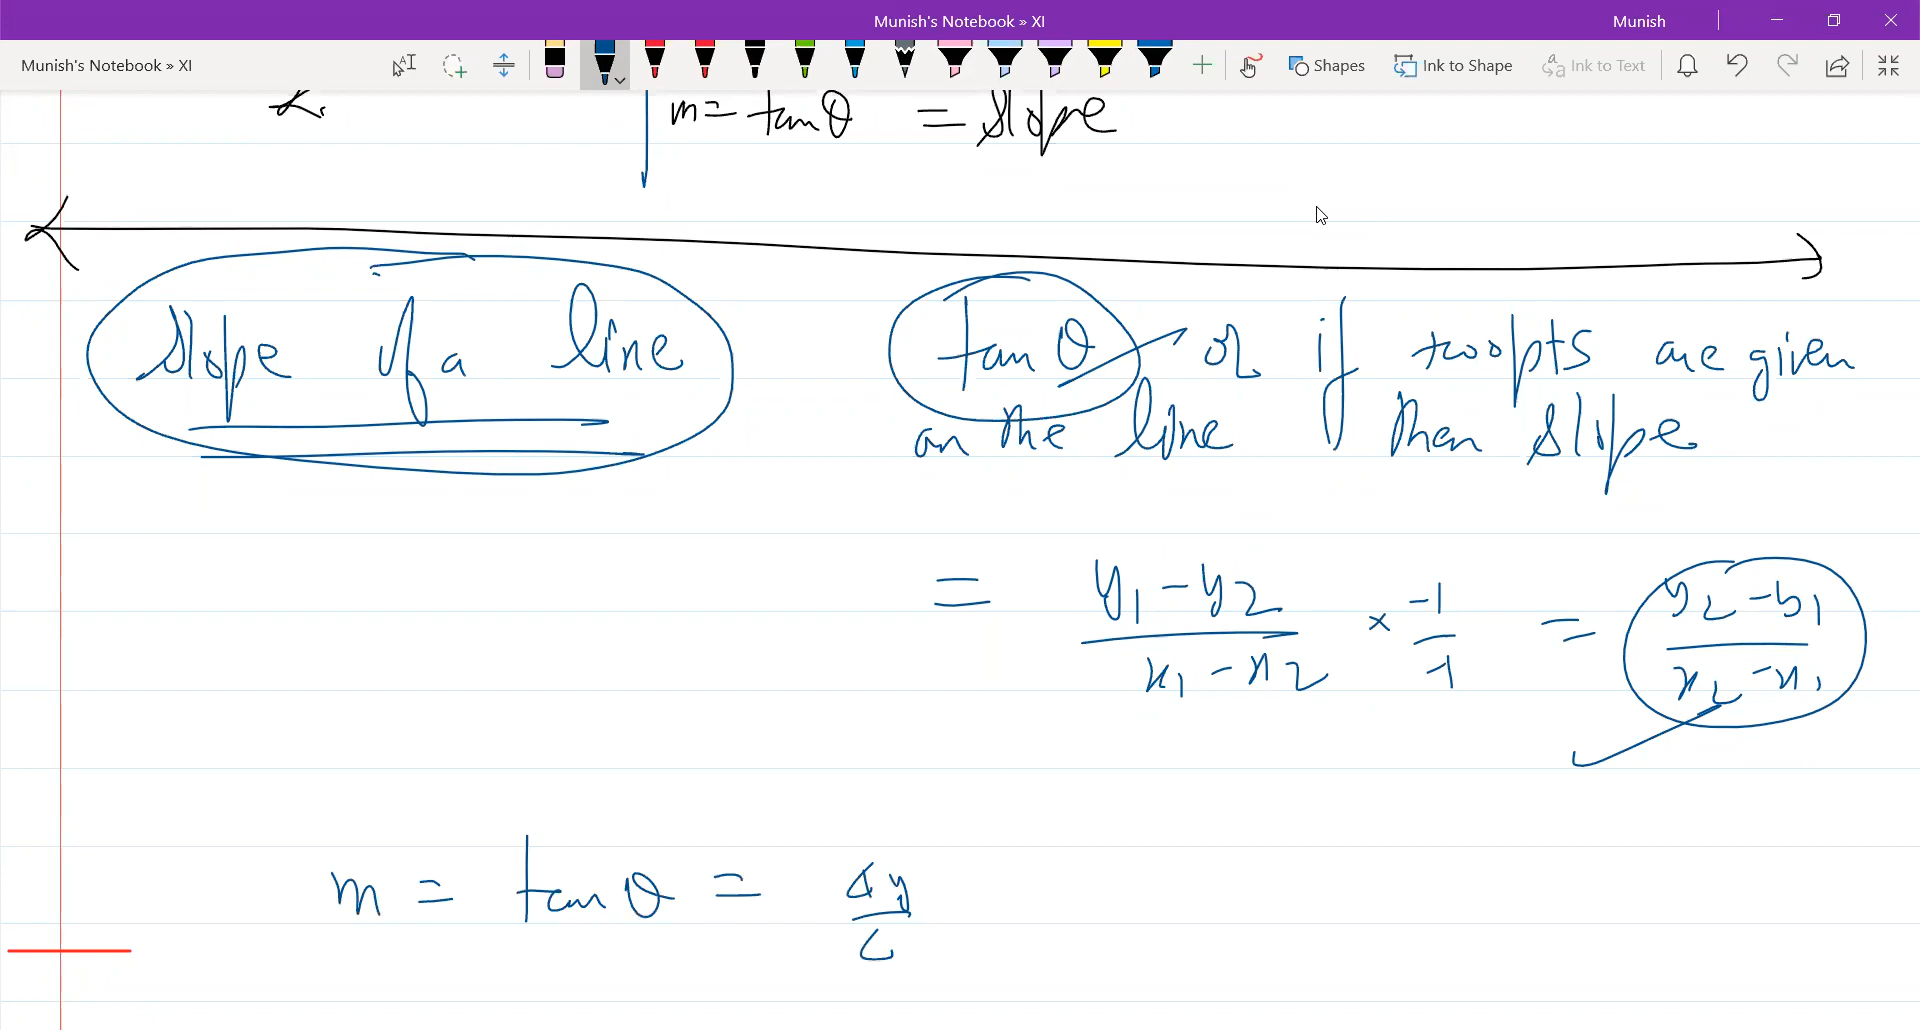 Munish's Notebook » XI
Munish
Munish's Notebook » XI
Shapes
Ink to Shape
Ink to Text
m = tan θ = slope
slope of a line
tan θ or if two pts are given
on the line then slope
= y1 - y2 / x1 - x2 × -1 / -1 = y2 - y1 / x2 - x1
m = tan θ = Δy /